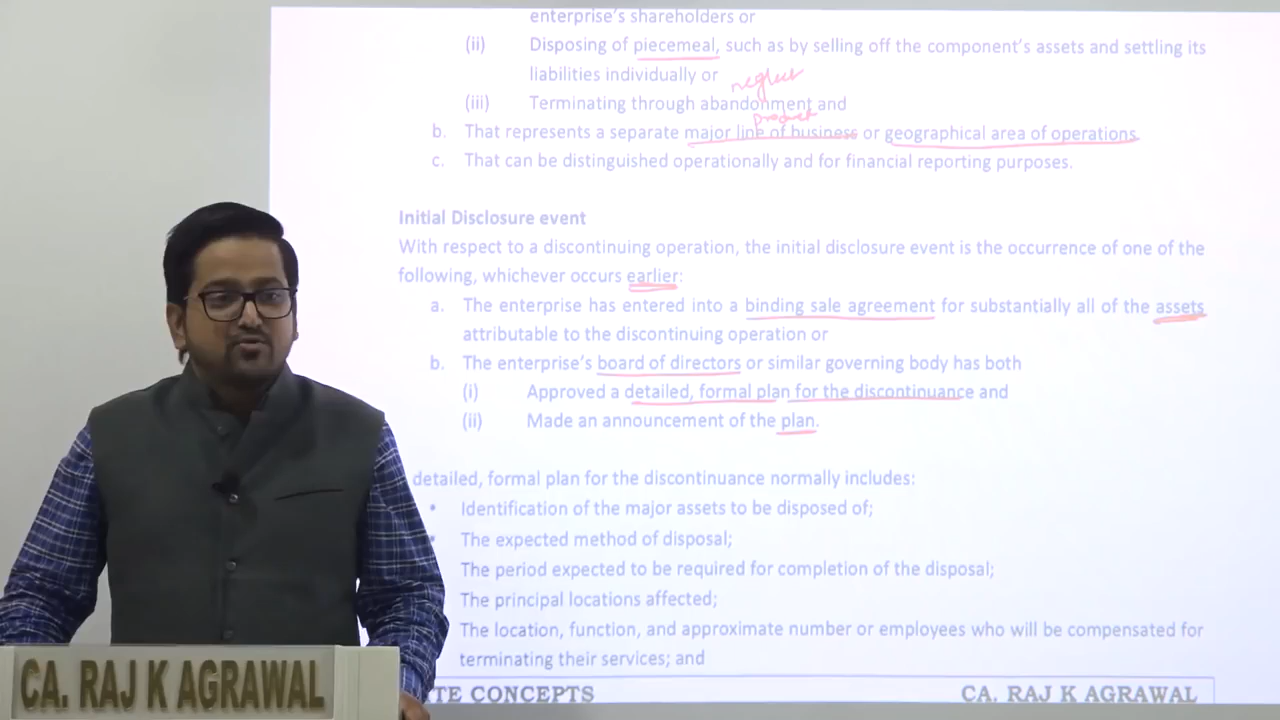 enterprise's shareholders or
(ii) Disposing of piecemeal, such as by selling off the component's assets and settling its
liabilities individually or
neglect
(iii) Terminating through abandonment and
product
b. That represents a separate major line of business or geographical area of operations
c. That can be distinguished operationally and for financial reporting purposes.
Initial Disclosure event
With respect to a discontinuing operation, the initial disclosure event is the occurrence of one of the
following, whichever occurs earlier:
a. The enterprise has entered into a binding sale agreement for substantially all of the assets
attributable to the discontinuing operation or
b. The enterprise's board of directors or similar governing body has both
(i) Approved a detailed, formal plan for the discontinuance and
(ii) Made an announcement of the plan.
detailed, formal plan for the discontinuance normally includes:
• Identification of the major assets to be disposed of;
• The expected method of disposal;
The period expected to be required for completion of the disposal;
The principal locations affected;
The location, function, and approximate number or employees who will be compensated for
terminating their services; and
TE CONCEPTS CA. RAJ K AGRAWAL
CA. RAJ K AGRAWAL